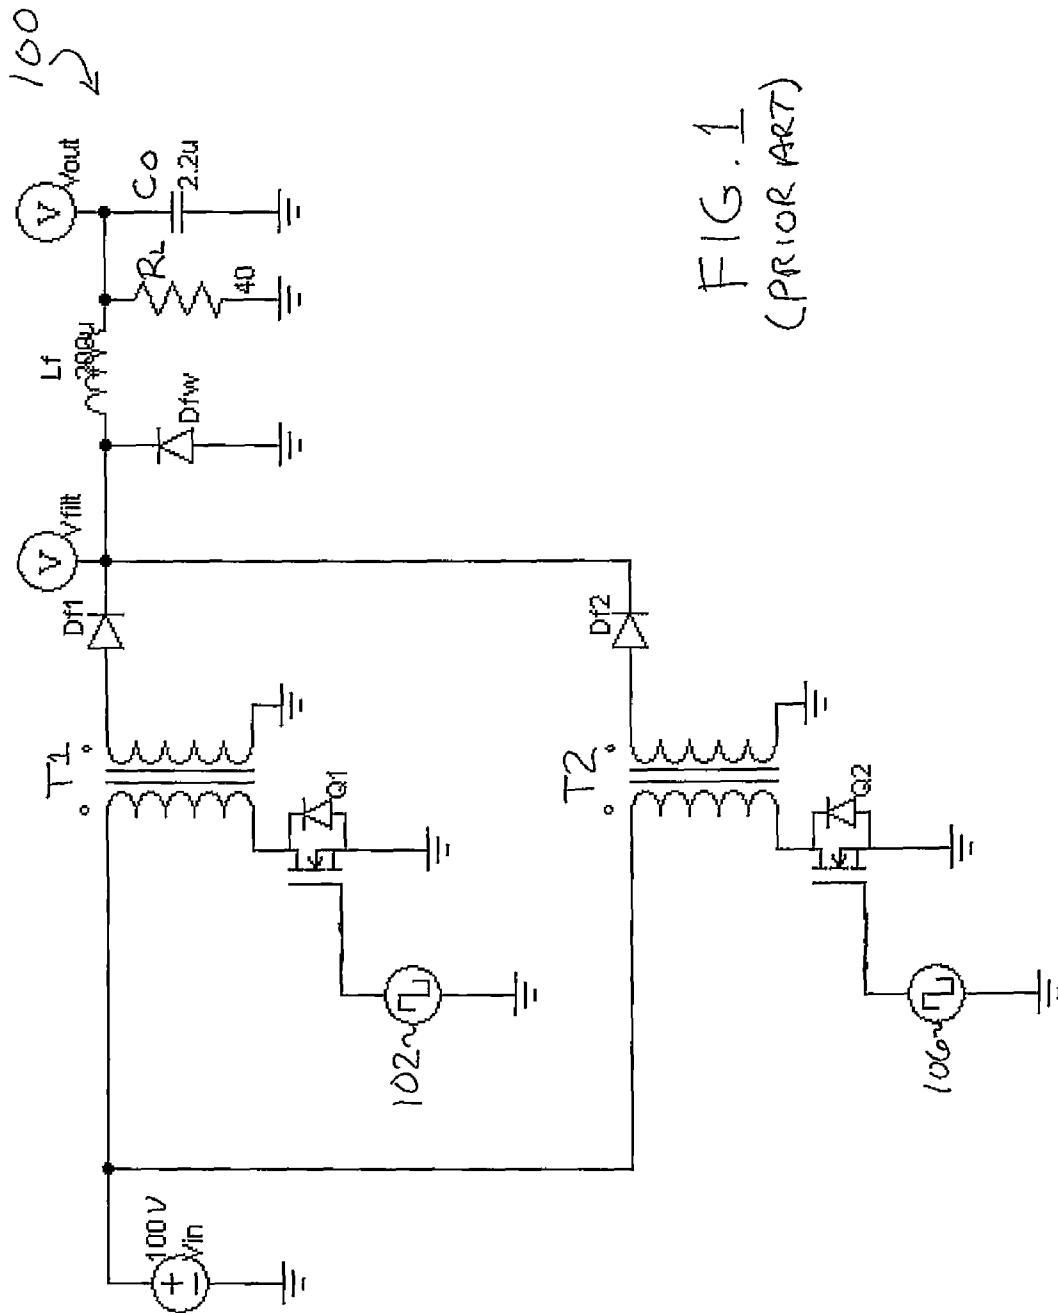 100
Vout
Co
2.2u
RL
40
Lf
200u
Dfw
V
Vfilt
V
Df1
Df2
T1
T2
Q1
Q2
102
106
100V
Vin
+
−
FIG. 1
(PRIOR ART)